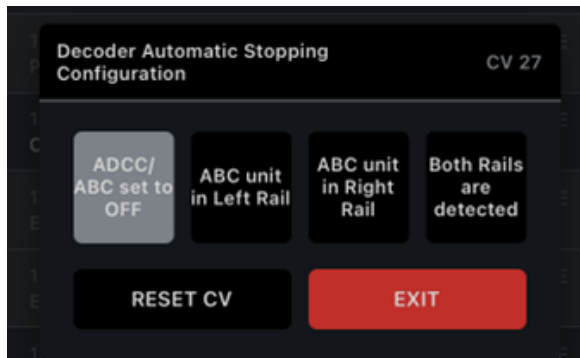 Decoder Automatic Stopping
Configuration
CV 27
ADCC/
ABC set to
OFF
ABC unit
in Left Rail
ABC unit
in Right
Rail
Both Rails
are
detected
RESET CV
EXIT